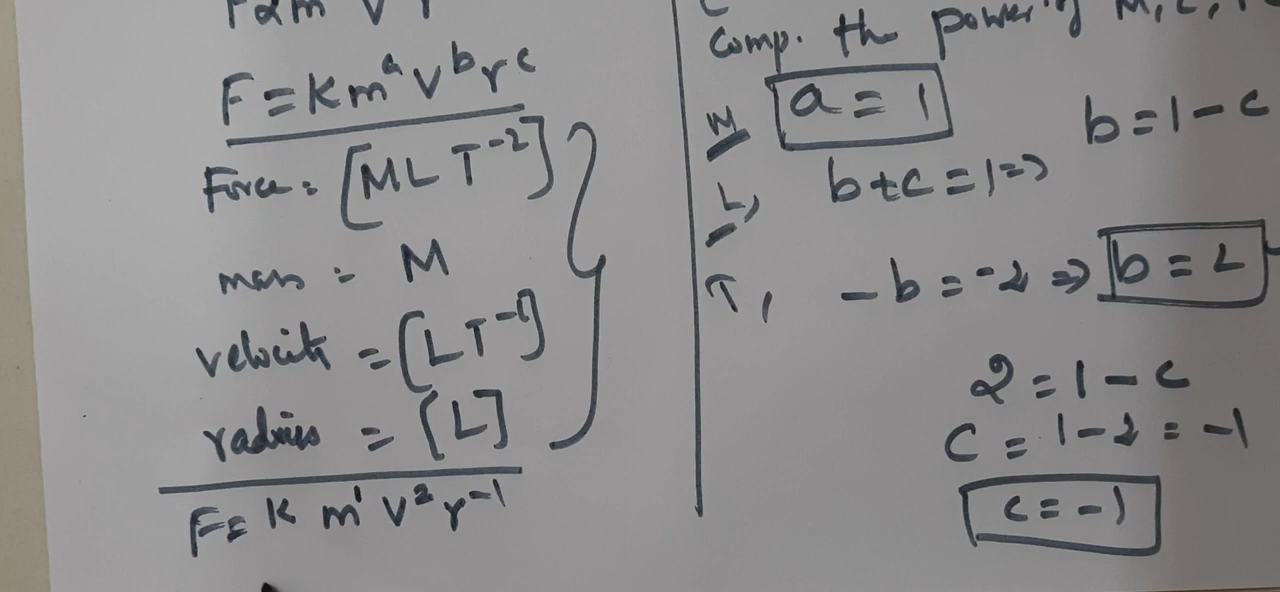 F = K m^a v^b r^c
Force = [MLT^-2]
mass = M
velocity = [LT^-1]
radius = [L]
F = K m^1 v^2 r^-1
Comp. the power of M, L,
M, a = 1
L, b+c=1 => b=1-c
T, -b=-2 => b=2
2=1-c
C=1-2=-1
c=-1